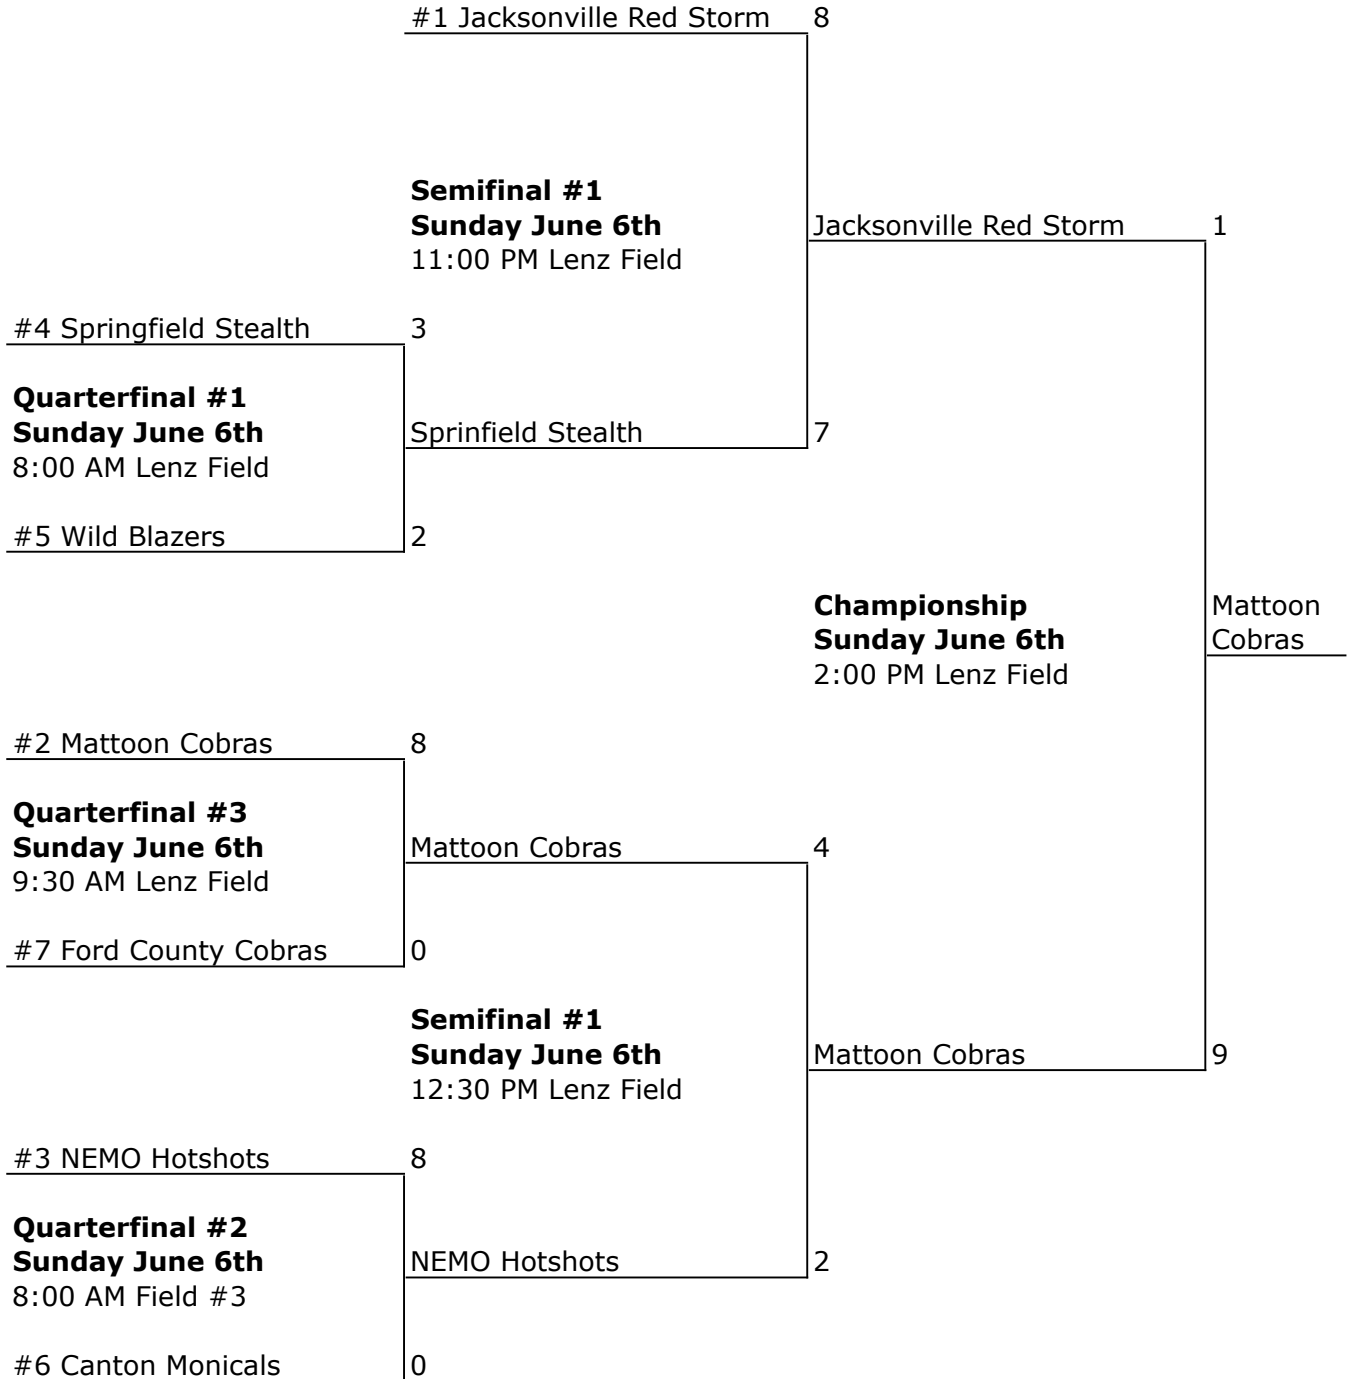 #1 Jacksonville Red Storm 8
Semifinal #1
Sunday June 6th
Jacksonville Red Storm 1
11:00 PM Lenz Field
#4 Springfield Stealth 3
Quarterfinal #1
Sunday June 6th
Sprinfield Stealth 7
8:00 AM Lenz Field
#5 Wild Blazers 2
Championship
Sunday June 6th
2:00 PM Lenz Field
Mattoon
Cobras
#2 Mattoon Cobras 8
Quarterfinal #3
Sunday June 6th
Mattoon Cobras 4
9:30 AM Lenz Field
#7 Ford County Cobras 0
Semifinal #1
Sunday June 6th
Mattoon Cobras 9
12:30 PM Lenz Field
#3 NEMO Hotshots 8
Quarterfinal #2
Sunday June 6th
NEMO Hotshots 2
8:00 AM Field #3
#6 Canton Monicals 0